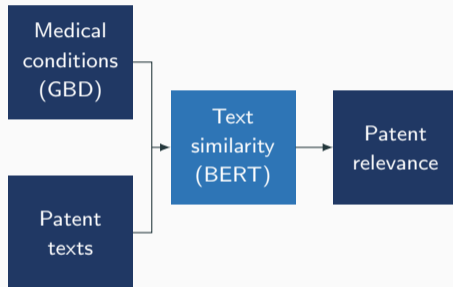 Medical
conditions
(GBD)
Text
similarity
(BERT)
Patent
relevance
Patent
texts